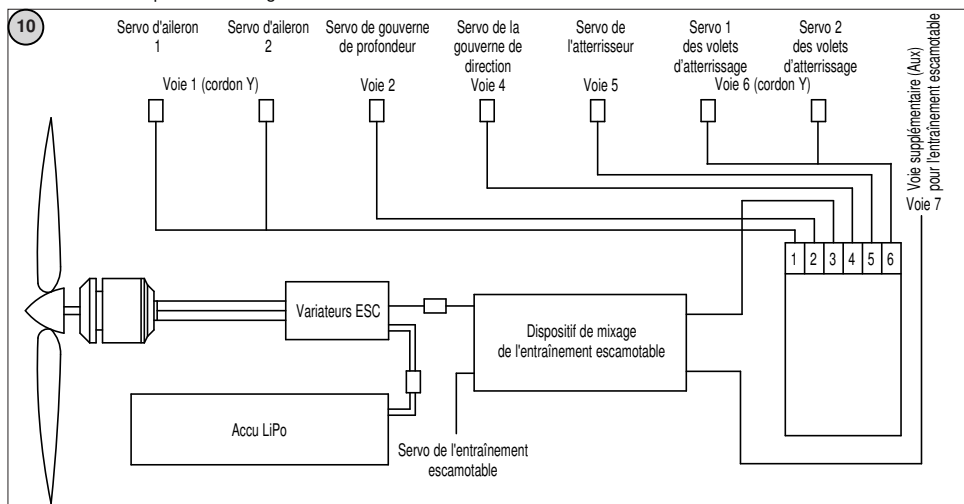 10
Servo d'aileron
1
Servo d'aileron
2
Servo de gouverne
de profondeur
Servo de la
gouverne de
direction
Servo de
l'atterrisseur
Servo 1
des volets
d'atterrissage
Servo 2
des volets
d'atterrissage
Voie 1 (cordon Y)
Voie 2
Voie 4
Voie 5
Voie 6 (cordon Y)
Voie supplémentaire (Aux)
pour l'entraînement escamotable
Voie 7
1 2 3 4 5 6
Variateurs ESC
Dispositif de mixage
de l'entraînement escamotable
Accu LiPo
Servo de l'entraînement
escamotable